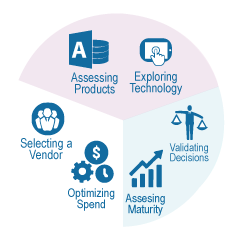 A
Assessing
Products
Exploring
Technology
Selecting a
Vendor
$
Optimizing
Spend
Validating
Decisions
Assesing
Maturity